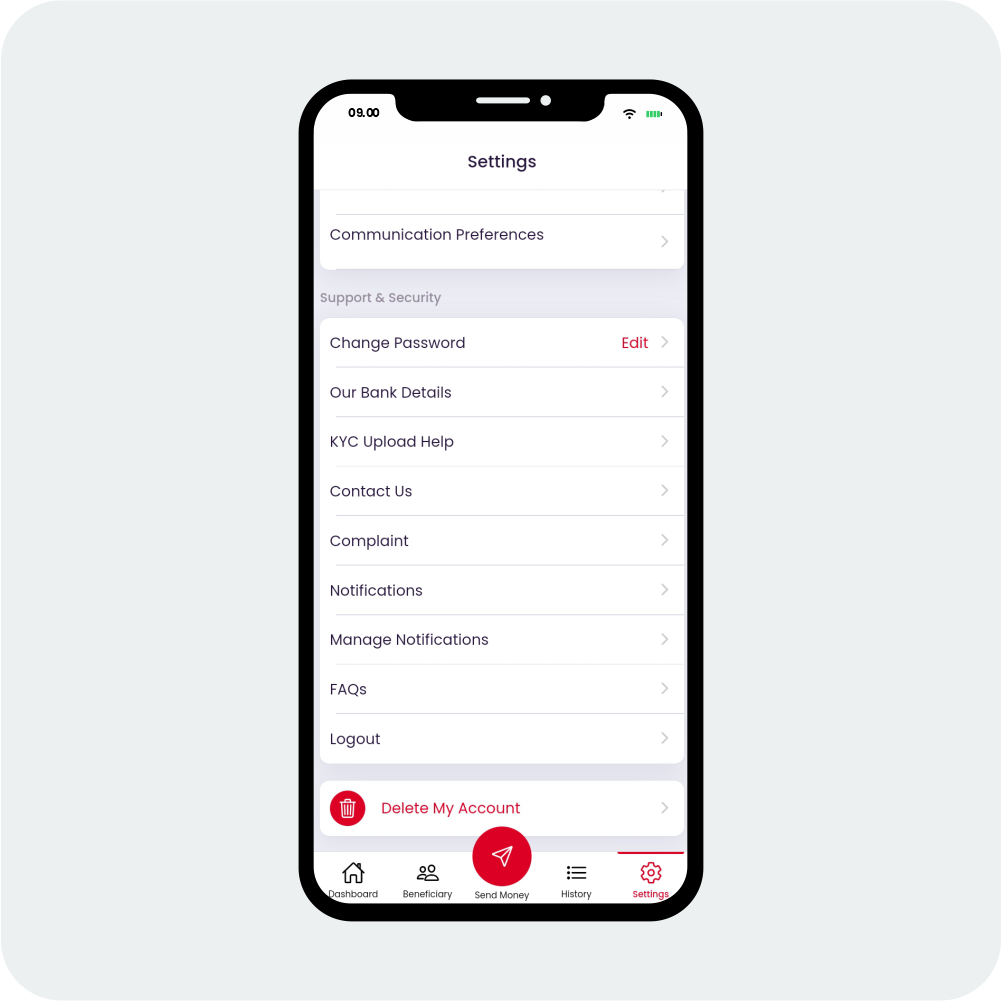 09.00
Settings
Communication Preferences
Support & Security
Change Password Edit
Our Bank Details
KYC Upload Help
Contact Us
Complaint
Notifications
Manage Notifications
FAQs
Logout
Delete My Account
Dashboard Beneficiary Send Money History Settings